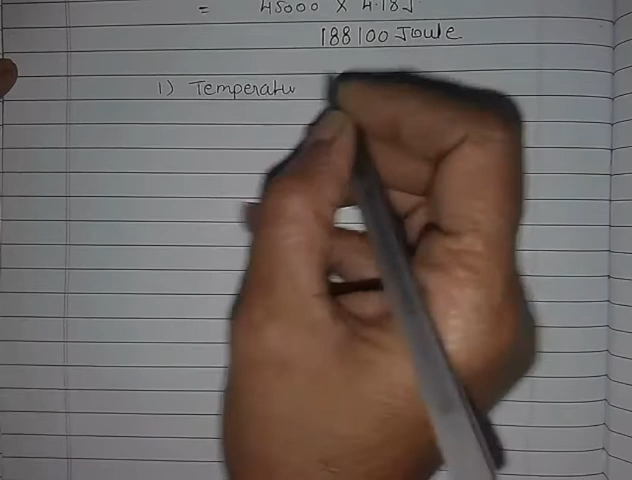 = 45000 X 4.18J
188100 Joule
1) Temperatu